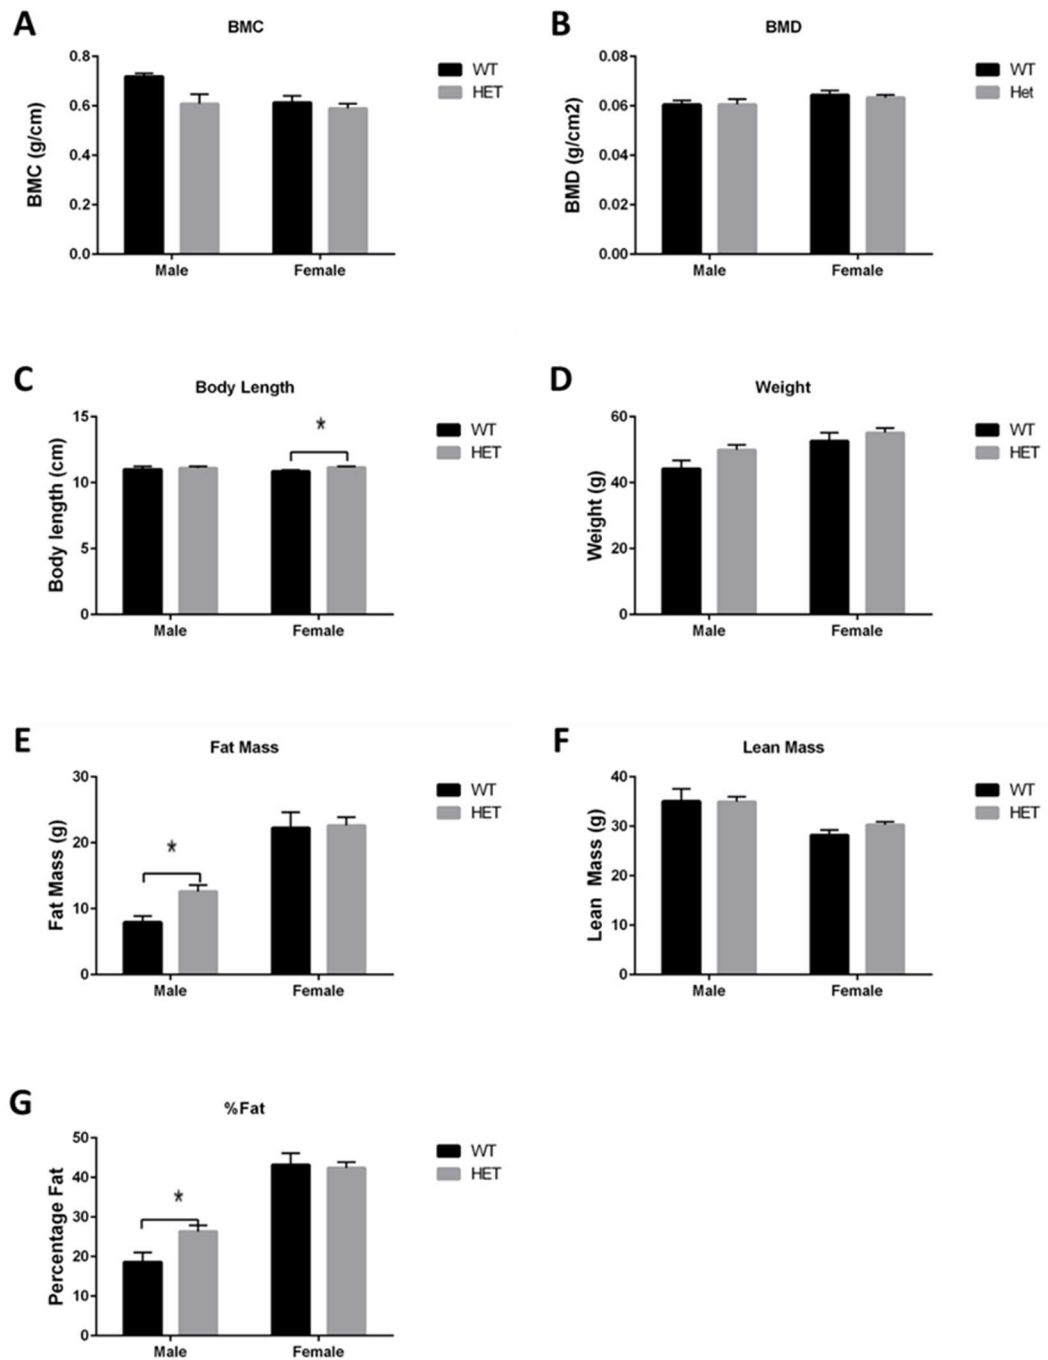 A
BMC
BMC (g/cm)
0.8
0.6
0.4
0.2
0.0
Male
Female
WT
HET
B
BMD
BMD (g/cm2)
0.08
0.06
0.04
0.02
0.00
Male
Female
WT
Het
C
Body Length
Body length (cm)
15
10
5
0
*
Male
Female
WT
HET
D
Weight
Weight (g)
60
40
20
0
Male
Female
WT
HET
E
Fat Mass
Fat Mass (g)
30
20
10
0
*
Male
Female
WT
HET
F
Lean Mass
Lean Mass (g)
40
30
20
10
0
Male
Female
WT
HET
G
%Fat
Percentage Fat
50
40
30
20
10
0
*
Male
Female
WT
HET